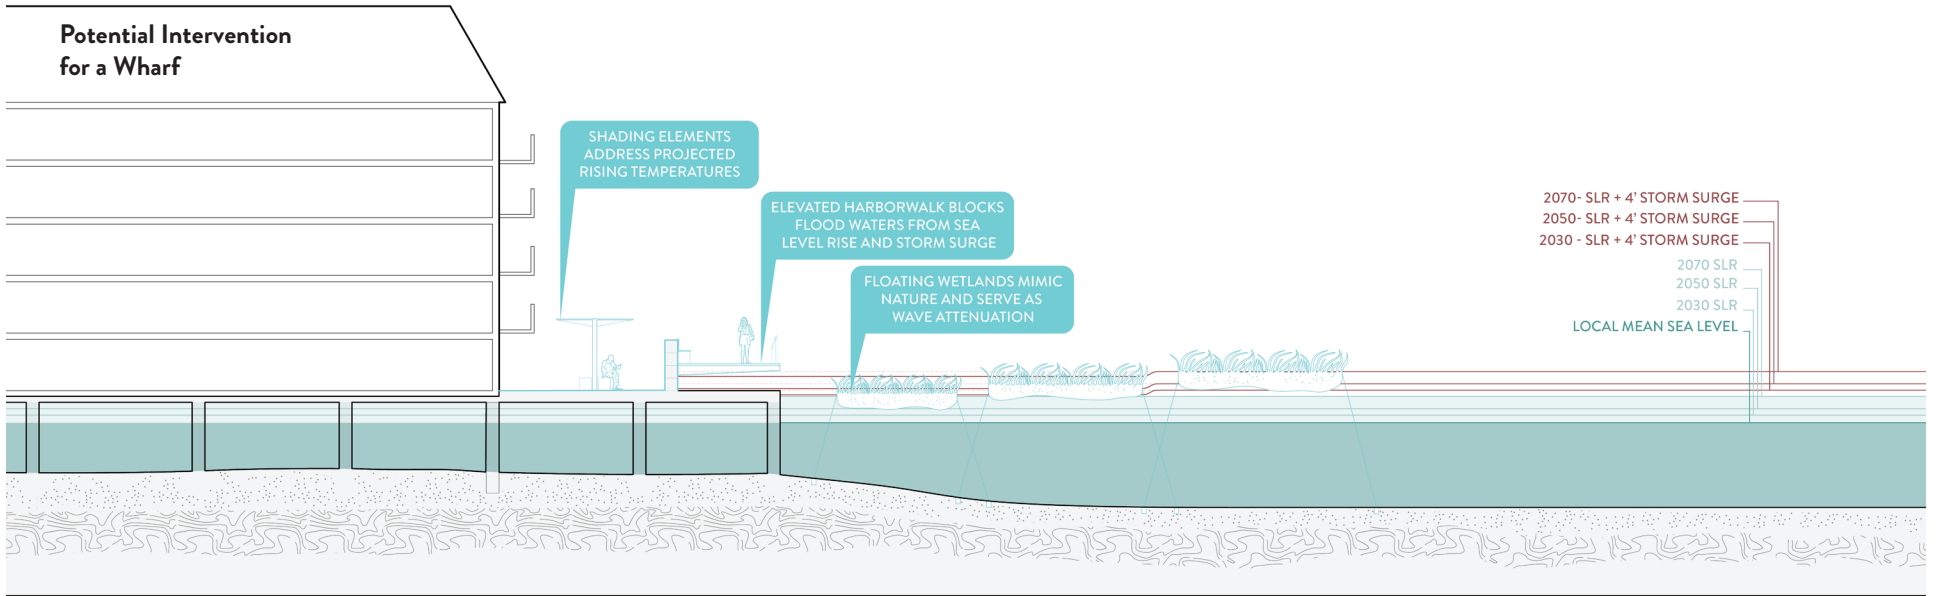 Potential Intervention
for a Wharf
SHADING ELEMENTS
ADDRESS PROJECTED
RISING TEMPERATURES
ELEVATED HARBORWALK BLOCKS
FLOOD WATERS FROM SEA
LEVEL RISE AND STORM SURGE
FLOATING WETLANDS MIMIC
NATURE AND SERVE AS
WAVE ATTENUATION
2070- SLR + 4' STORM SURGE
2050- SLR + 4' STORM SURGE
2030 - SLR + 4' STORM SURGE
2070 SLR
2050 SLR
2030 SLR
LOCAL MEAN SEA LEVEL